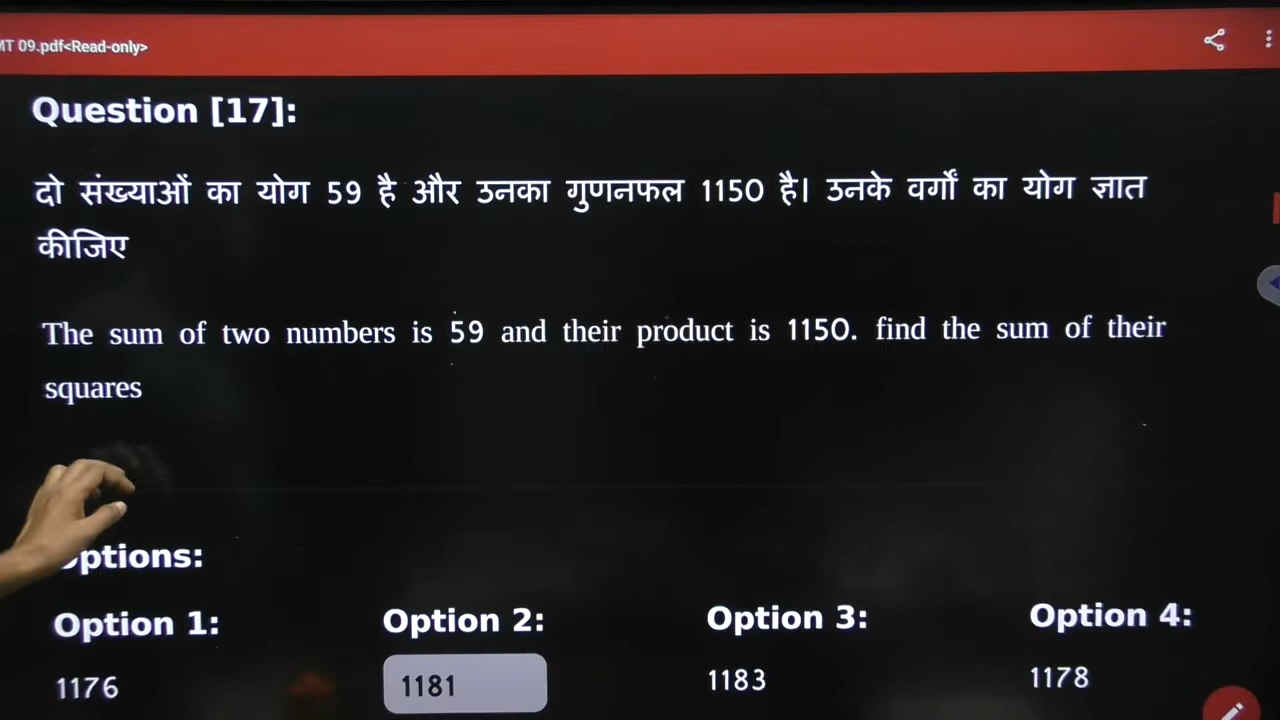 MT 09.pdf<Read-only>
Question [17]:
दो संख्याओं का योग 59 है और उनका गुणनफल 1150 है। उनके वर्गों का योग ज्ञात
कीजिए
The sum of two numbers is 59 and their product is 1150. find the sum of their
squares
Options:
Option 1: Option 2: Option 3: Option 4:
1176 1181 1183 1178